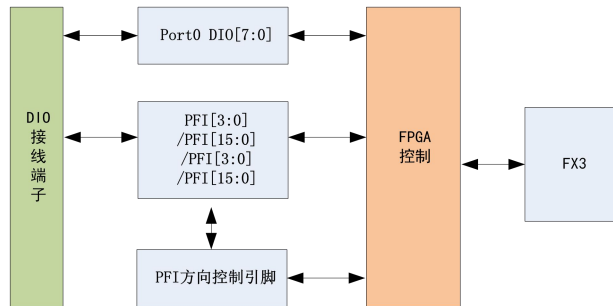 DIO
接
线
端
子
Port0 DIO[7:0]
PFI[3:0]
/PFI[15:0]
/PFI[3:0]
/PFI[15:0]
PFI方向控制引脚
FPGA
控制
FX3